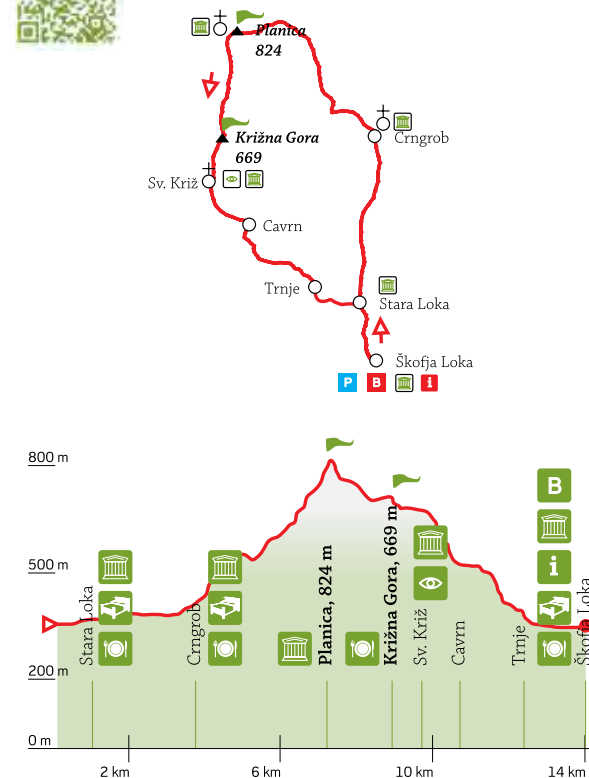 Planica
824
Crngrob
Križna Gora
669
Sv. Križ
Cavrn
Trnje
Stara Loka
Škofja Loka
P
B
i
800 m
500 m
200 m
0 m
Stara Loka
Crngrob
Planica, 824 m
Križna Gora, 669 m
Sv. Križ
Cavrn
Trnje
B
i
Škofja Loka
2 km
6 km
10 km
14 km